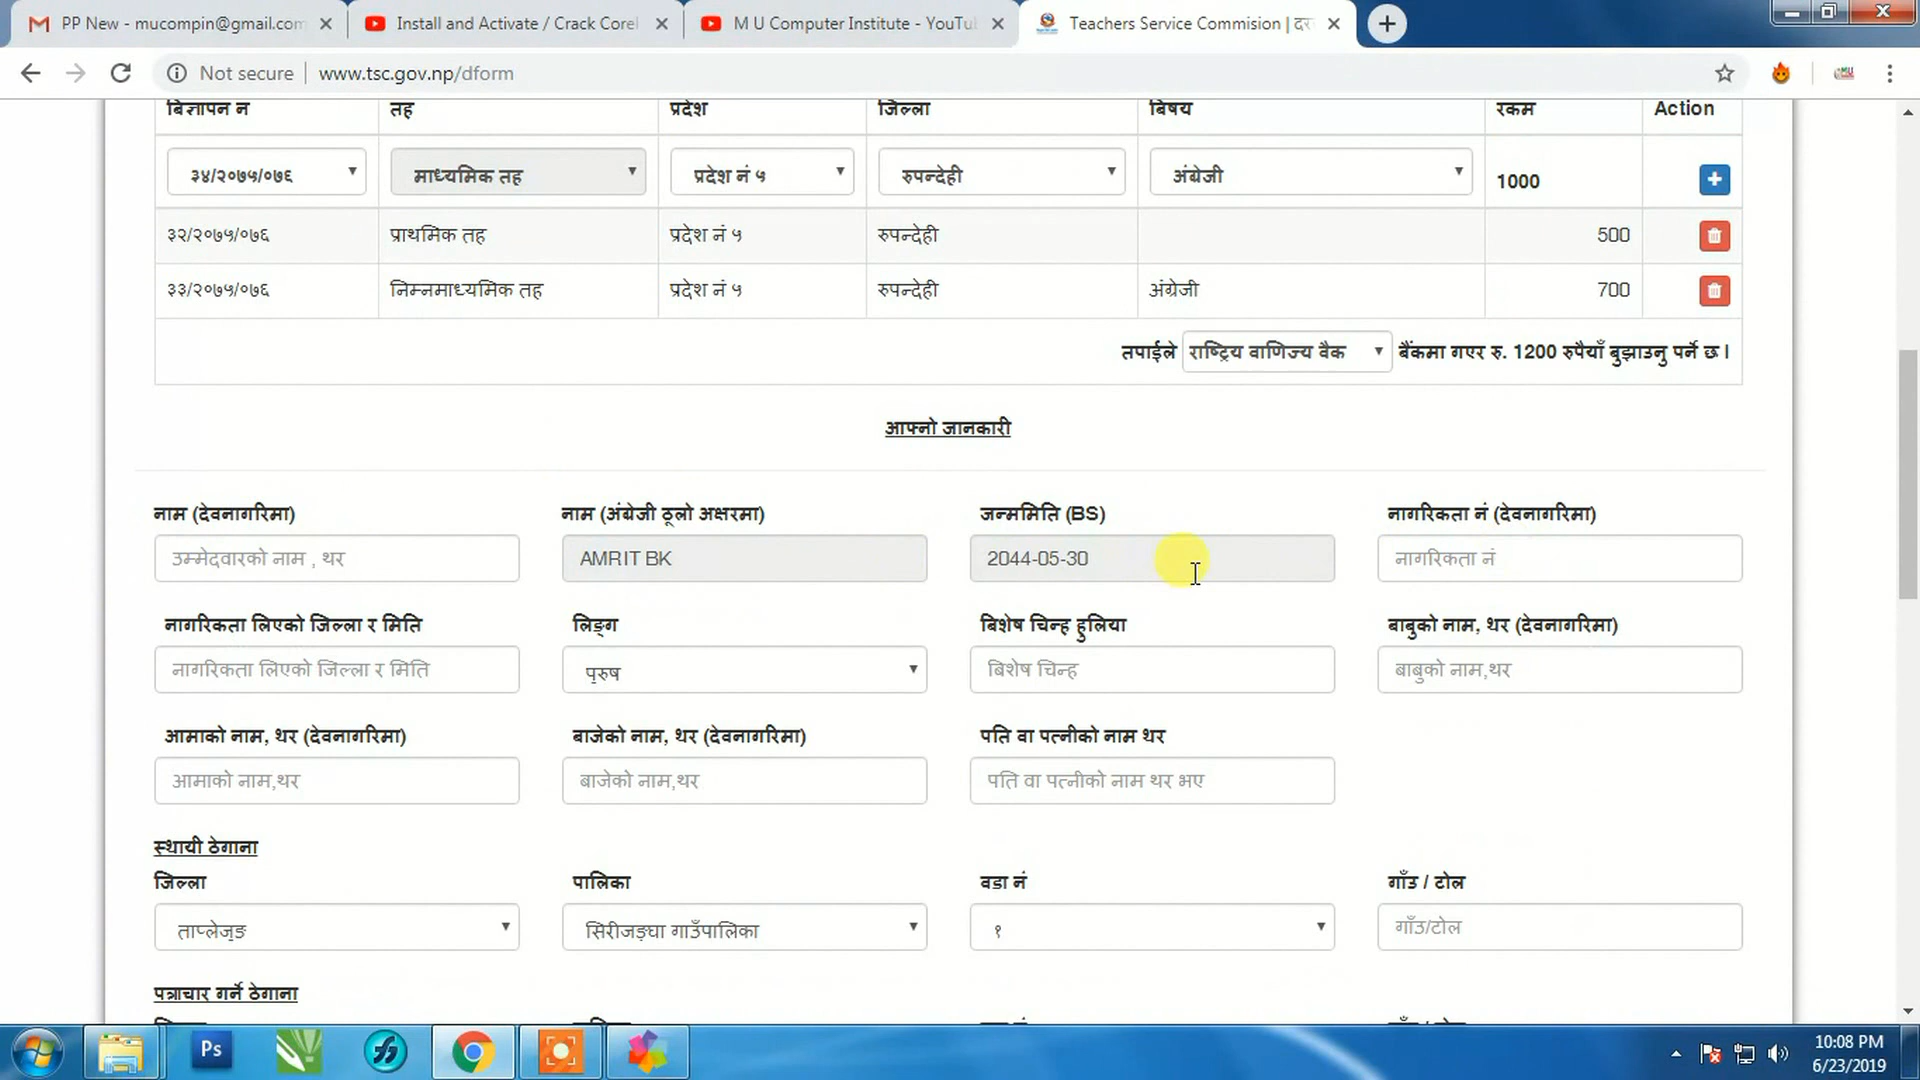 PP New - mucompin@gmail.com
Install and Activate / Crack Corel
M U Computer Institute - YouTu
Teachers Service Commision | दर
Not secure
www.tsc.gov.np/dform
बिज्ञापन न
तह
प्रदेश
जिल्ला
बिषय
रकम
Action
३४/२०७५/०७६
माध्यमिक तह
प्रदेश नं ५
रुपन्देही
अंग्रेजी
1000
३२/२०७५/०७६
प्राथमिक तह
प्रदेश नं ५
रुपन्देही
500
३३/२०७५/०७६
निम्नमाध्यमिक तह
प्रदेश नं ५
रुपन्देही
अंग्रेजी
700
तपाईले राष्ट्रिय वाणिज्य वैक बैंकमा गएर रु. 1200 रुपैयाँ बुझाउनु पर्ने छ ।
आफ्नो जानकारी
नाम (देवनागरिमा)
नाम (अंग्रेजी ठूलो अक्षरमा)
जन्ममिति (BS)
नागरिकता नं (देवनागरिमा)
उम्मेदवारको नाम , थर
AMRIT BK
2044-05-30
नागरिकता नं
नागरिकता लिएको जिल्ला र मिति
लिङ्ग
बिशेष चिन्ह हुलिया
बाबुको नाम, थर (देवनागरिमा)
नागरिकता लिएको जिल्ला र मिति
पुरुष
बिशेष चिन्ह
बाबुको नाम,थर
आमाको नाम, थर (देवनागरिमा)
बाजेको नाम, थर (देवनागरिमा)
पति वा पत्नीको नाम थर
आमाको नाम,थर
बाजेको नाम,थर
पति वा पत्नीको नाम थर भए
स्थायी ठेगाना
जिल्ला
पालिका
वडा नं
गाँउ / टोल
ताप्लेजुङ
सिरीजङ्घा गाउँपालिका
१
गाँउ/टोल
पत्राचार गर्ने ठेगाना
Ps
10:08 PM
6/23/2019